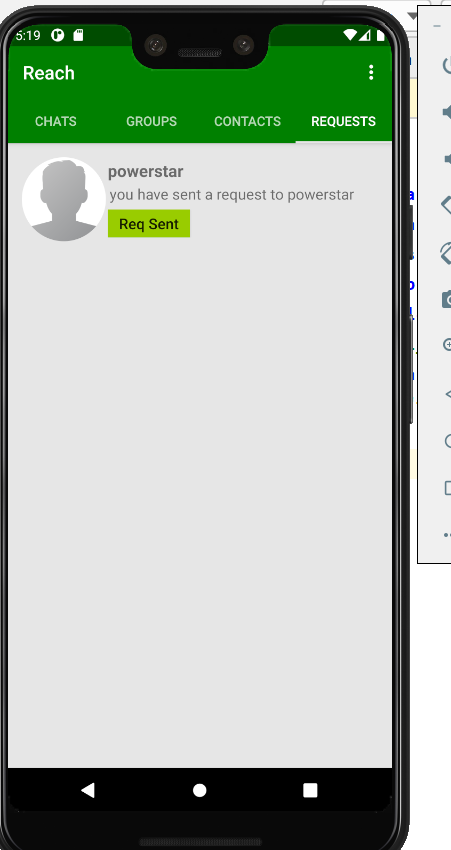 5:19
Reach
CHATS GROUPS CONTACTS REQUESTS
powerstar
you have sent a request to powerstar
Req Sent